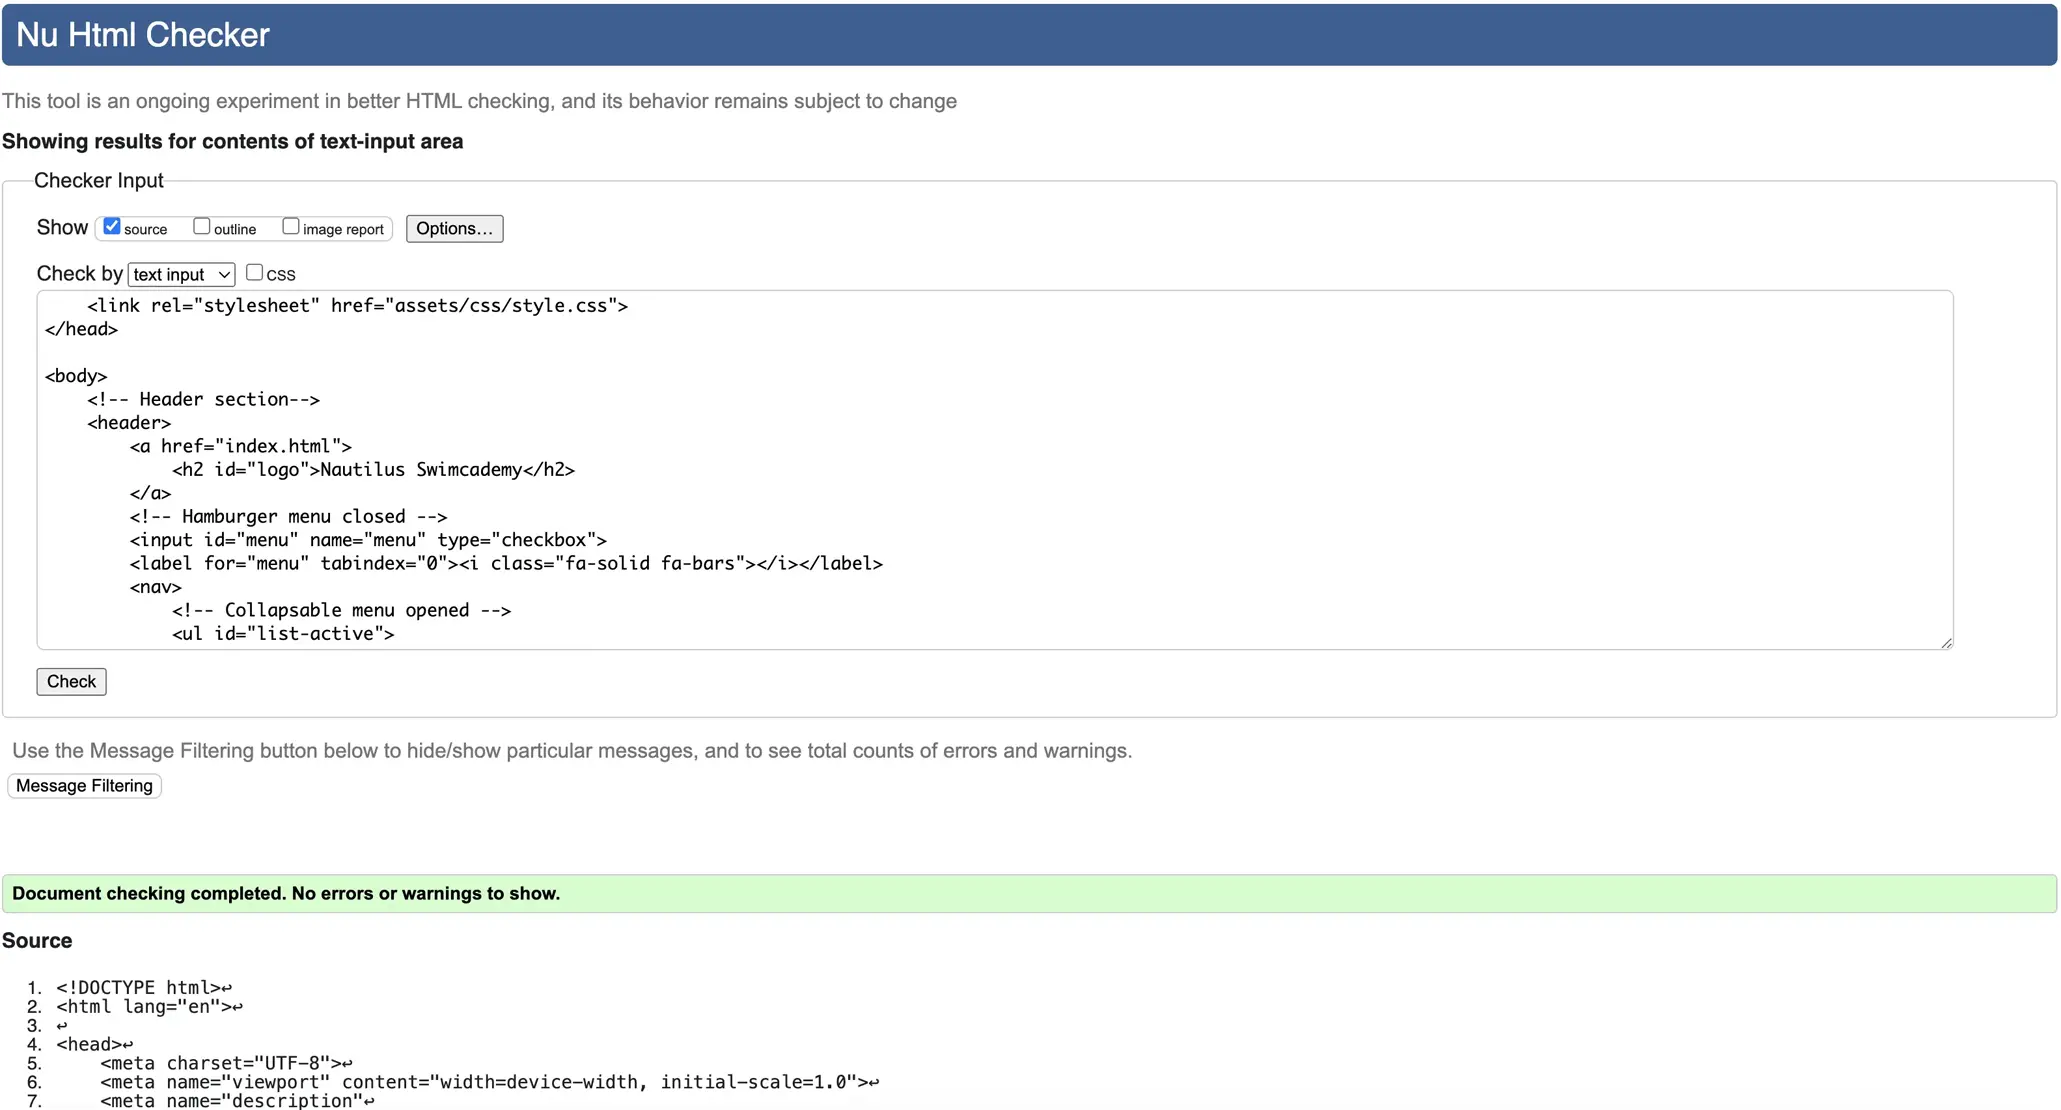 Nu Html Checker
This tool is an ongoing experiment in better HTML checking, and its behavior remains subject to change
Showing results for contents of text-input area
Checker Input
Show source outline image report Options…
Check by text input CSS
    <link rel="stylesheet" href="assets/css/style.css">
</head>
<body>
    <!-- Header section-->
    <header>
        <a href="index.html">
            <h2 id="logo">Nautilus Swimcademy</h2>
        </a>
        <!-- Hamburger menu closed -->
        <input id="menu" name="menu" type="checkbox">
        <label for="menu" tabindex="0"><i class="fa-solid fa-bars"></i></label>
        <nav>
            <!-- Collapsable menu opened -->
            <ul id="list-active">
Check
Use the Message Filtering button below to hide/show particular messages, and to see total counts of errors and warnings.
Message Filtering
Document checking completed. No errors or warnings to show.
Source
1. <!DOCTYPE html>↩
2. <html lang="en">↩
3. ↩
4. <head>↩
5.     <meta charset="UTF-8">↩
6.     <meta name="viewport" content="width=device-width, initial-scale=1.0">↩
7.     <meta name="description"↩